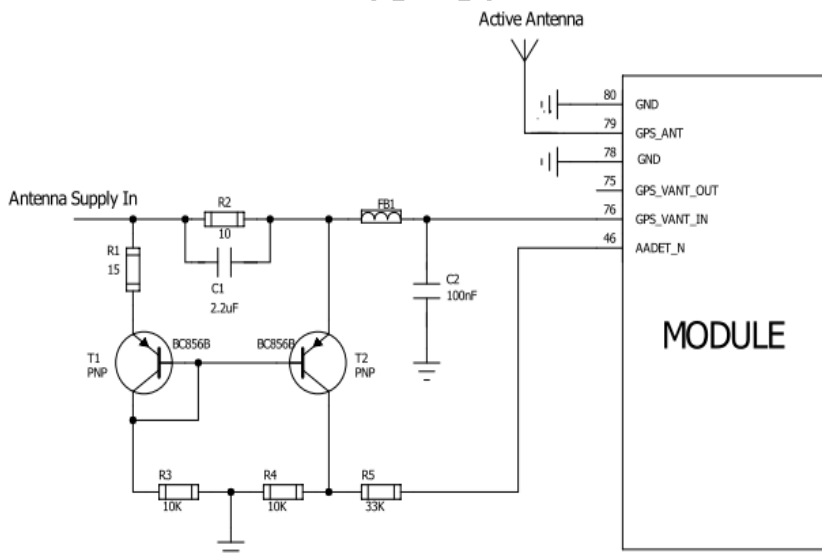 Active Antenna
80 GND
79 GPS_ANT
78 GND
75 GPS_VANT_OUT
76 GPS_VANT_IN
46 AADET_N
MODULE
Antenna Supply In
R2
10
FB1
R1
15
C1
2.2uF
C2
100nF
T1
PNP
BC856B
BC856B
T2
PNP
R3
10K
R4
10K
R5
33K